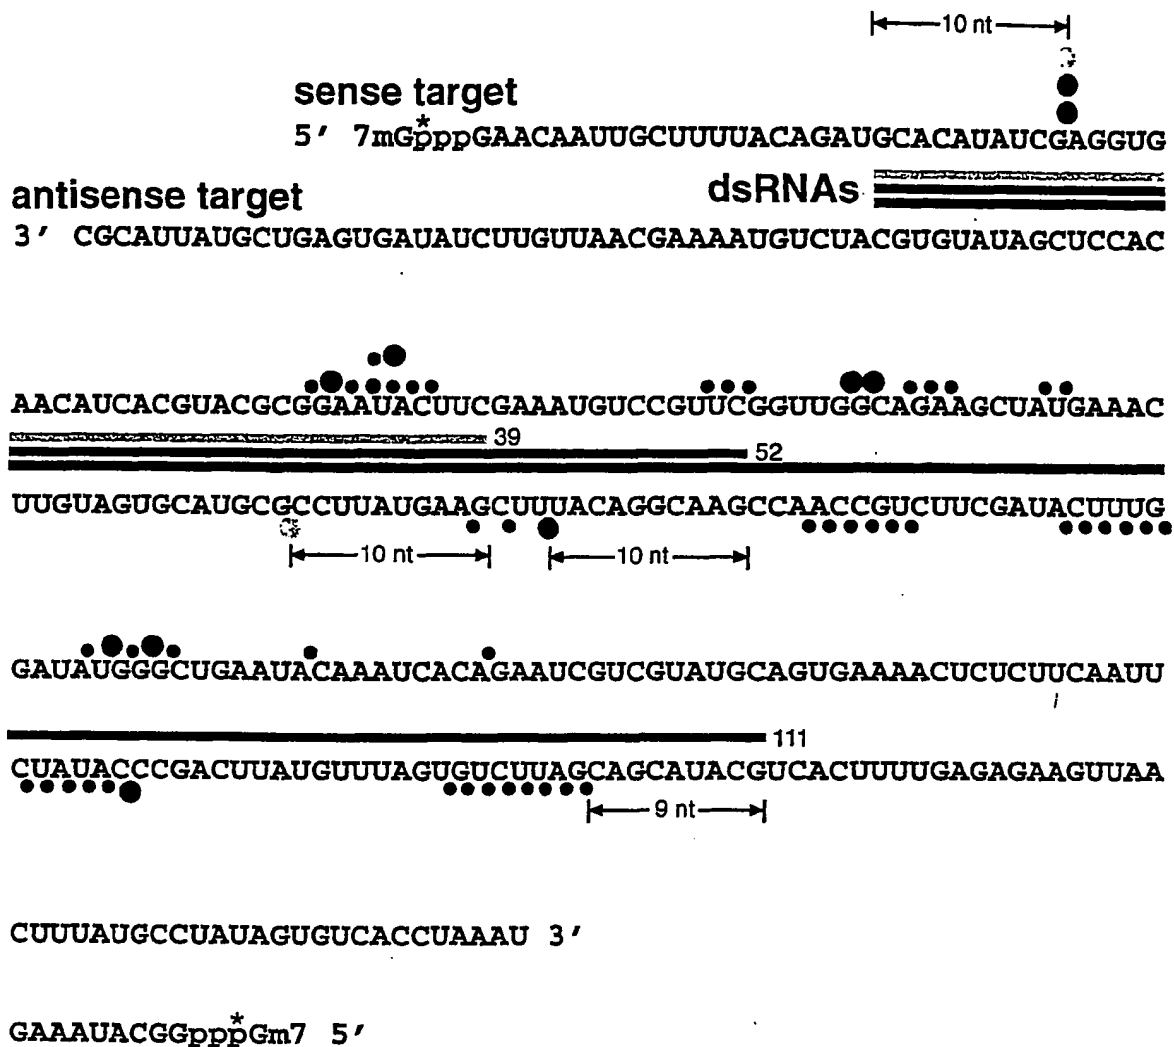 10 nt
sense target
*
5′ 7mGpppGAACAAUUGCUUUUACAGAUGCACAUAUCGAGGUG
dsRNAs
antisense target
3′ CGCAUUAUGCUGAGUGAUAUCUUGUUAACGAAAAUGUCUACGUGUAUAGCUCCAC
AACAUCACGUACGCGGAAUACUUCGAAAUGUCCGUUCGGUUGGCAGAAGCUAUGAAAC
39
52
UUGUAGUGCAUGCGCCUUAUGAAGCUUUACAGGCAAGCCAACCGUCUUCGAUACUUUG
10 nt 10 nt
GAUAUGGGCUGAAUACAAAUCACAGAAUCGUCGUAUGCAGUGAAAACUCUCUUCAAUU
111
CUAUACCCGACUUAUGUUUAGUGUCUUAGCAGCAUACGUCACUUUUGAGAGAAGUUAA
9 nt
CUUUAUGCCUAUAGUGUCACCUAAAU 3′
*
GAAAUACGGpppGm7 5′